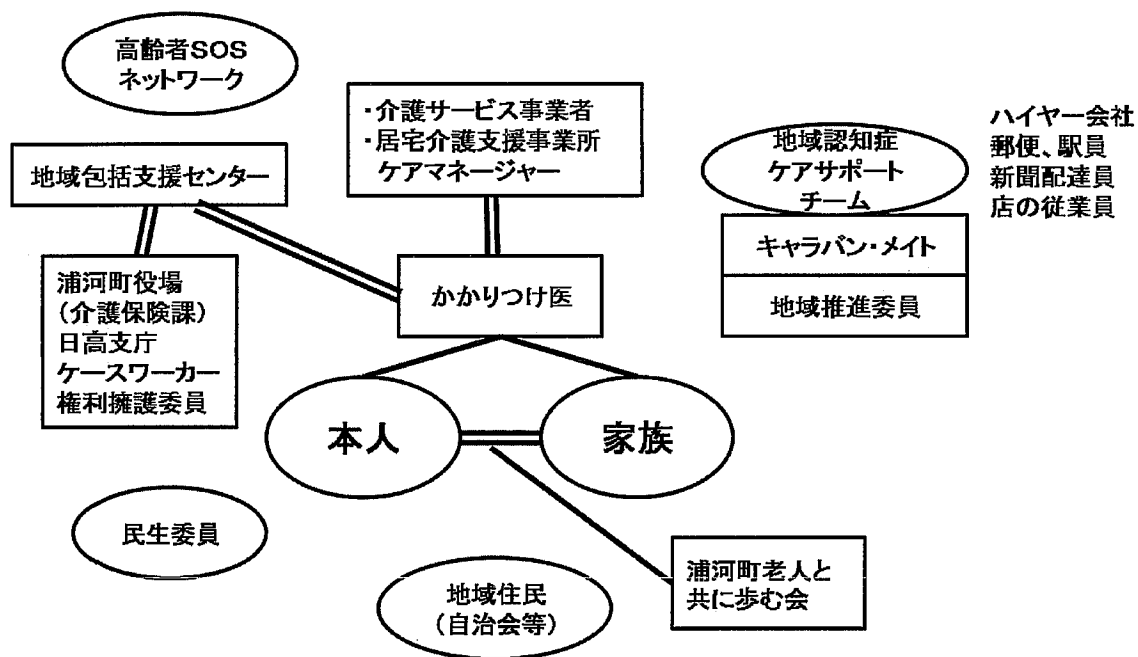 高齢者SOS
ネットワーク
・介護サービス事業者
・居宅介護支援事業所
ケアマネージャー
地域認知症
ケアサポート
チーム
ハイヤー会社
郵便、駅員
新聞配達員
店の従業員
地域包括支援センター
キャラバン・メイト
地域推進委員
浦河町役場
(介護保険課)
日高支庁
ケースワーカー
権利擁護委員
かかりつけ医
本人
家族
民生委員
地域住民
(自治会等)
浦河町老人と
共に歩む会